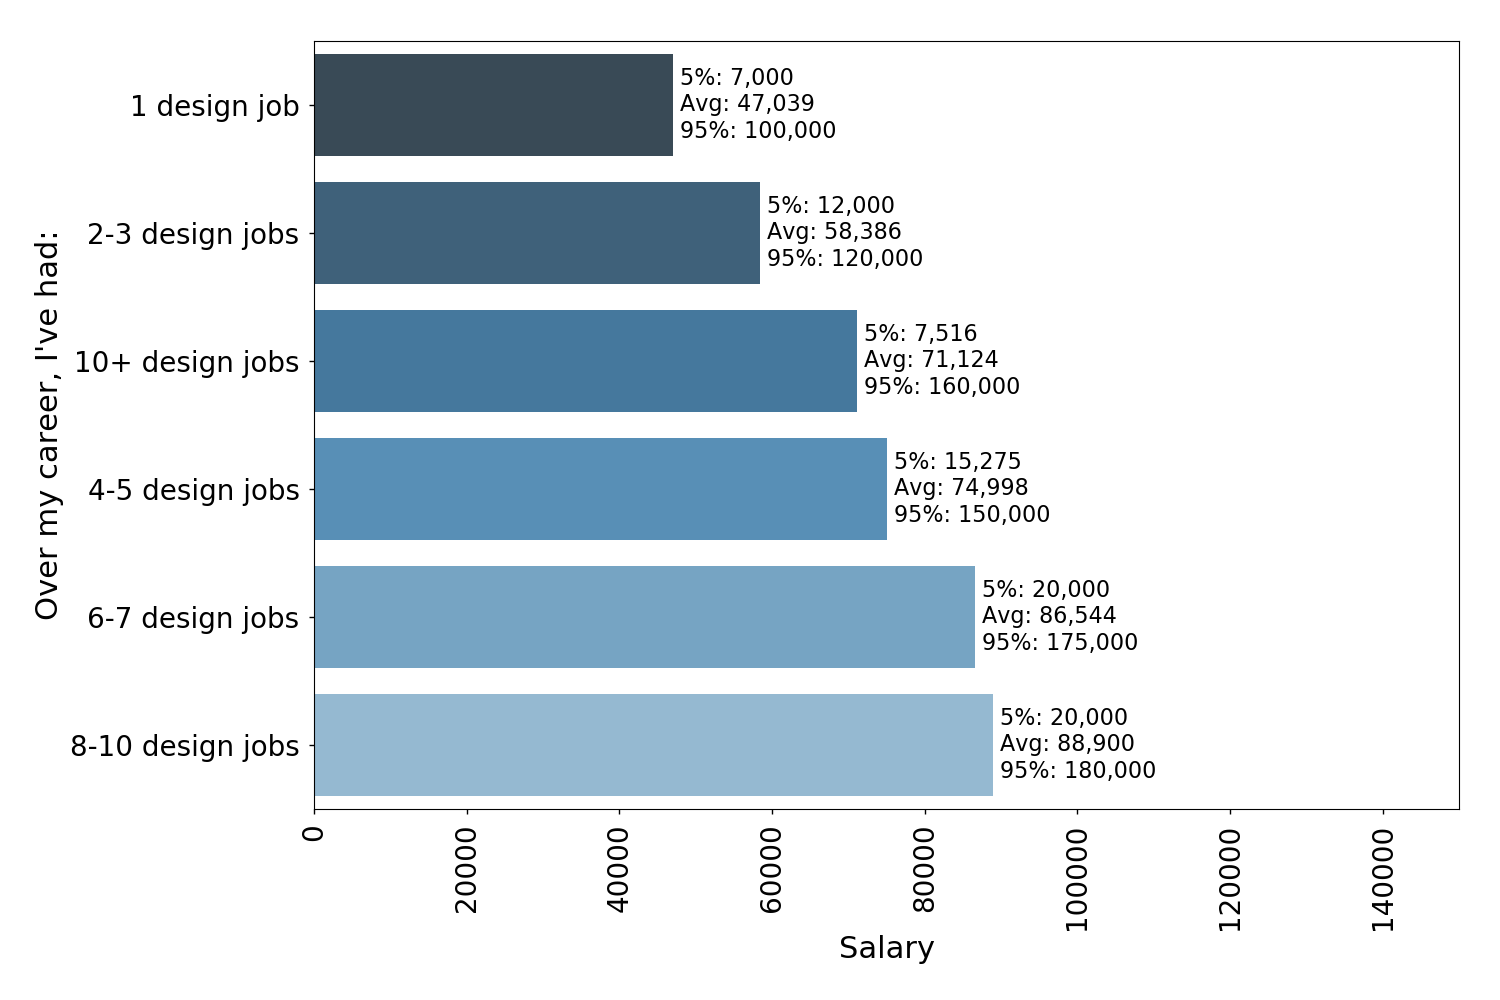 Over my career, I've had:
1 design job
5%: 7,000
Avg: 47,039
95%: 100,000
2-3 design jobs
5%: 12,000
Avg: 58,386
95%: 120,000
10+ design jobs
5%: 7,516
Avg: 71,124
95%: 160,000
4-5 design jobs
5%: 15,275
Avg: 74,998
95%: 150,000
6-7 design jobs
5%: 20,000
Avg: 86,544
95%: 175,000
8-10 design jobs
5%: 20,000
Avg: 88,900
95%: 180,000
0
20000
40000
60000
80000
100000
120000
140000
Salary